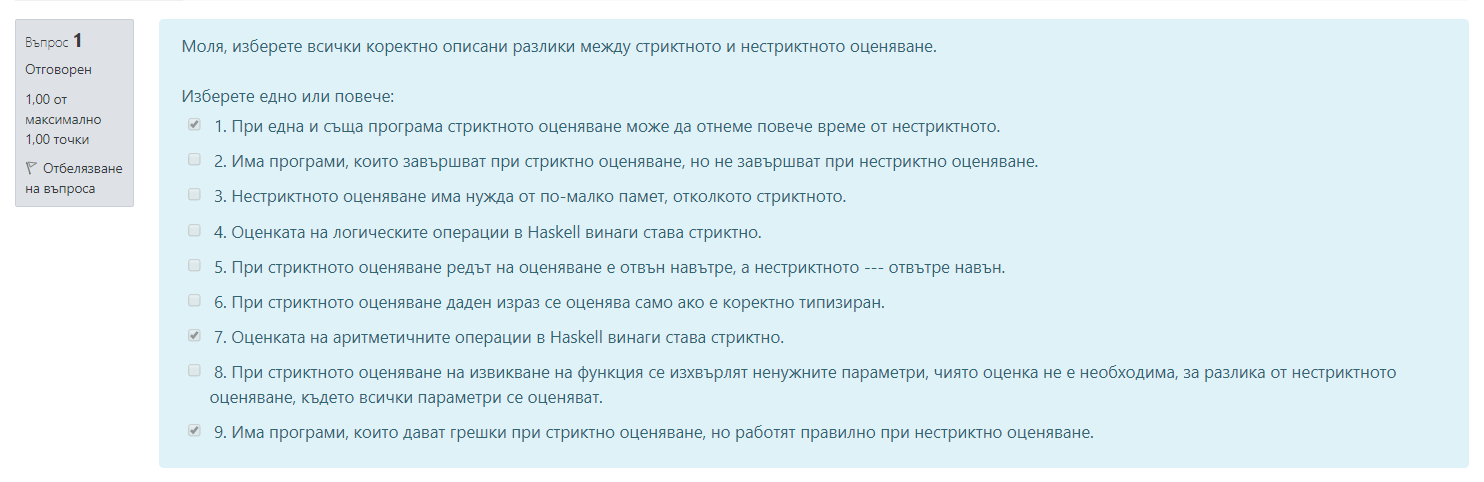 Въпрос 1
Отговорен
1,00 от
максимално
1,00 точки
Отбелязване
на въпроса
Моля, изберете всички коректно описани разлики между стриктното и нестриктното оценяване.
Изберете едно или повече:
1. При една и съща програма стриктното оценяване може да отнеме повече време от нестриктното.
2. Има програми, които завършват при стриктно оценяване, но не завършват при нестриктно оценяване.
3. Нестриктното оценяване има нужда от по-малко памет, отколкото стриктното.
4. Оценката на логическите операции в Haskell винаги става стриктно.
5. При стриктното оценяване редът на оценяване е отвън навътре, а нестриктното --- отвътре навън.
6. При стриктното оценяване даден израз се оценява само ако е коректно типизиран.
7. Оценката на аритметичните операции в Haskell винаги става стриктно.
8. При стриктното оценяване на извикване на функция се изхвърлят ненужните параметри, чиято оценка не е необходима, за разлика от нестриктното
оценяване, където всички параметри се оценяват.
9. Има програми, които дават грешки при стриктно оценяване, но работят правилно при нестриктно оценяване.